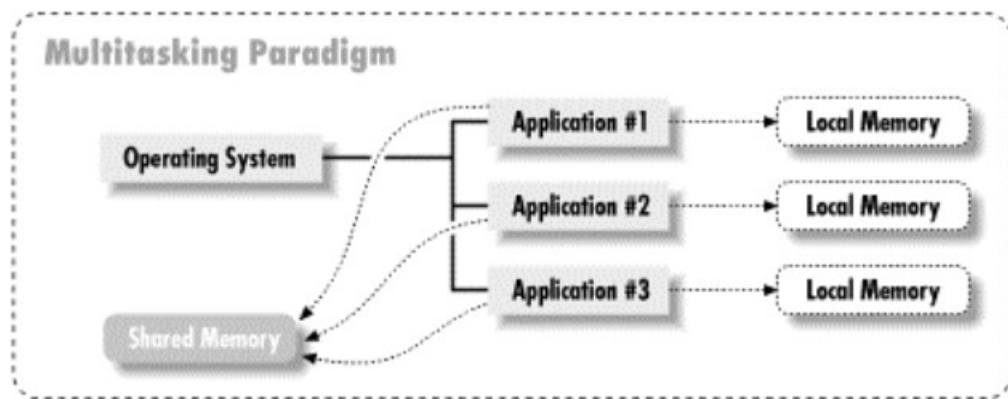 Multitasking Paradigm
Application #1
Local Memory
Operating System
Application #2
Local Memory
Application #3
Local Memory
Shared Memory